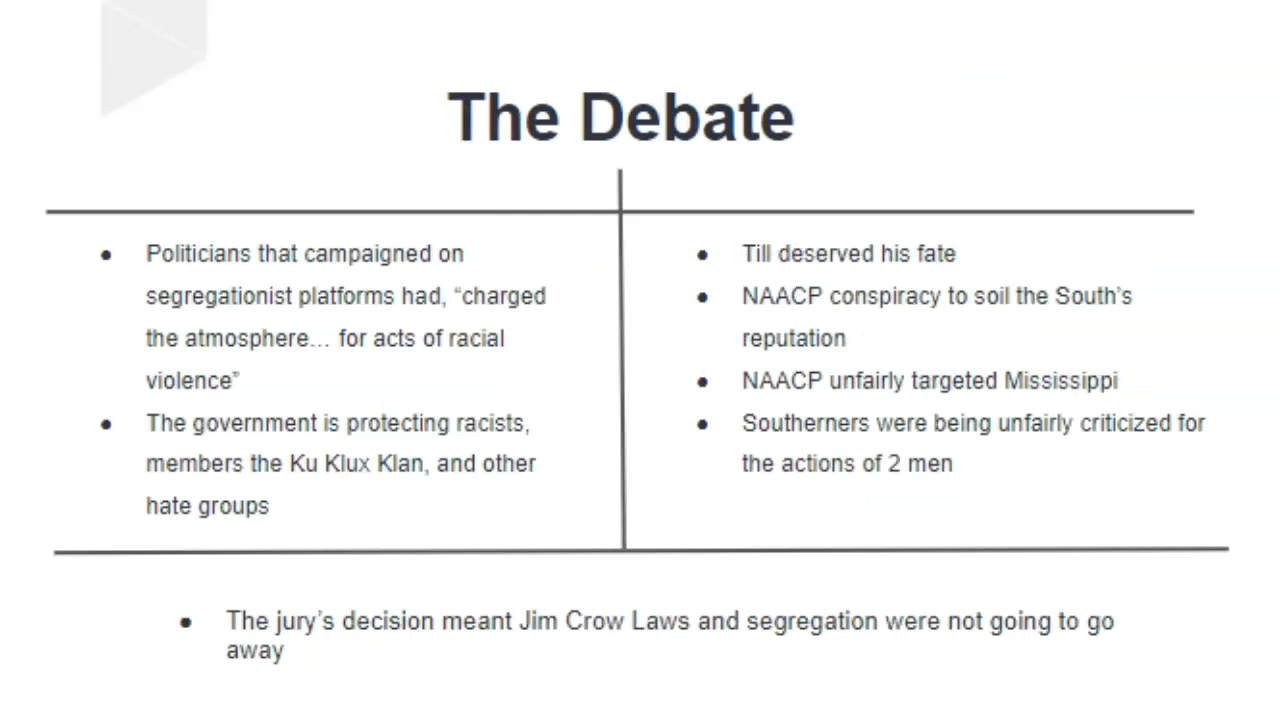 The Debate
● Politicians that campaigned on
segregationist platforms had, “charged
the atmosphere... for acts of racial
violence”
● The government is protecting racists,
members the Ku Klux Klan, and other
hate groups
● Till deserved his fate
● NAACP conspiracy to soil the South’s
reputation
● NAACP unfairly targeted Mississippi
● Southerners were being unfairly criticized for
the actions of 2 men
● The jury’s decision meant Jim Crow Laws and segregation were not going to go
away